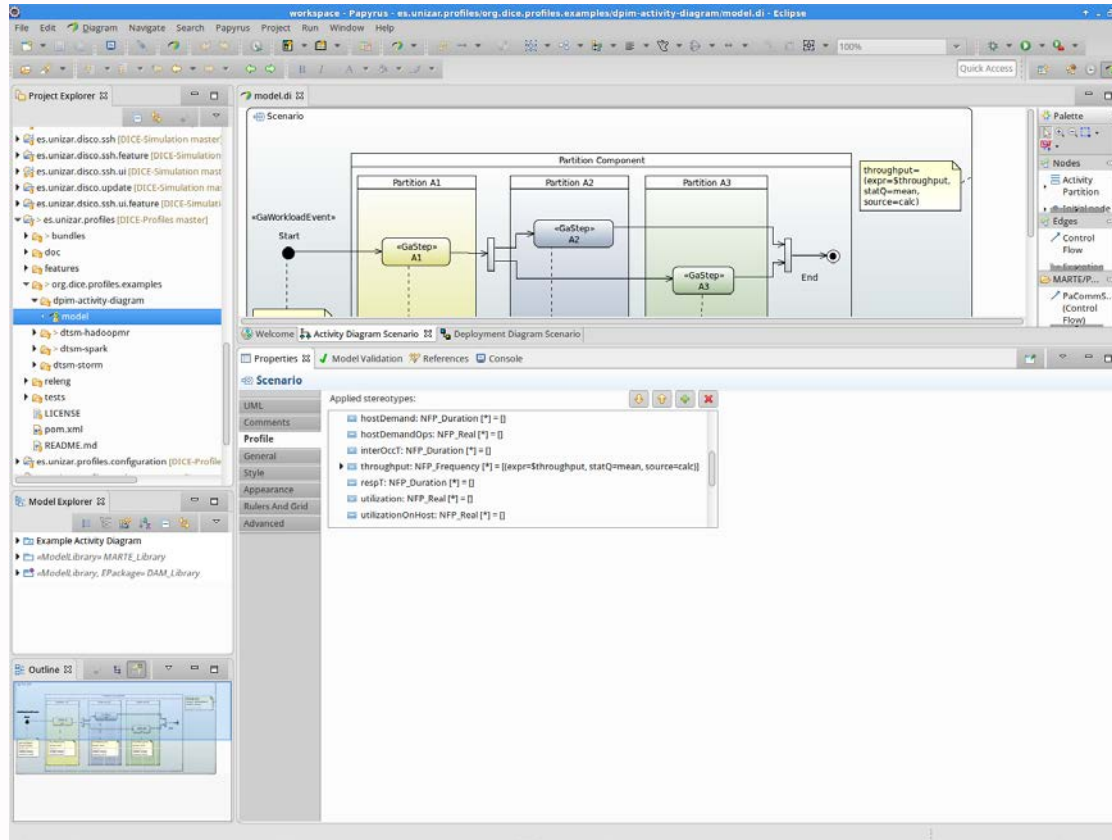 workspace - Papyrus - es.unizar.profiles/org.dice.profiles.examples/dpim-activity-diagram/model.di - Eclipse
File Edit Diagram Navigate Search Papyrus Project Run Window Help
100%
Quick Access
Project Explorer
es.unizar.disco.ssh [DICE-Simulation master]
es.unizar.disco.ssh.feature [DICE-Simulation
es.unizar.disco.ssh.ui [DICE-Simulation mast
es.unizar.disco.update [DICE-Simulation mas
es.unizar.dsico.ssh.ui.feature [DICE-Simulati
> es.unizar.profiles [DICE-Profiles master]
> bundles
doc
features
> org.dice.profiles.examples
dpim-activity-diagram
model
> dtsm-hadoopmr
> dtsm-spark
dtsm-storm
releng
tests
LICENSE
pom.xml
README.md
es.unizar.profiles.configuration [DICE-Profile
Model Explorer
Example Activity Diagram
«ModelLibrary» MARTE_Library
«ModelLibrary, EPackage» DAM_Library
Outline
model.di
Scenario
Partition Component
Partition A1
Partition A2
Partition A3
throughput=
(expr=$throughput,
statQ=mean,
source=calc)
«GaWorkloadEvent»
Start
«GaStep»
A1
«GaStep»
A2
«GaStep»
A3
End
Palette
Nodes
Activity
Partition
Initial node
Edges
Control
Flow
MARTE/P...
PaCommS...
(Control
Flow)
Welcome
Activity Diagram Scenario
Deployment Diagram Scenario
Properties
Model Validation
References
Console
Scenario
UML
Comments
Profile
General
Style
Appearance
Rulers And Grid
Advanced
Applied stereotypes:
hostDemand: NFP_Duration [*] = []
hostDemandOps: NFP_Real [*] = []
interOccT: NFP_Duration [*] = []
throughput: NFP_Frequency [*] = [(expr=$throughput, statQ=mean, source=calc)]
respT: NFP_Duration [*] = []
utilization: NFP_Real [*] = []
utilizationOnHost: NFP_Real [*] = []